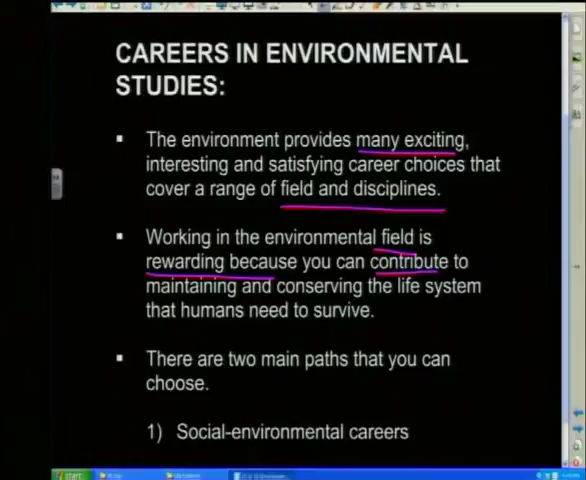 CAREERS IN ENVIRONMENTAL
STUDIES:
The environment provides many exciting,
interesting and satisfying career choices that
cover a range of field and disciplines.
Working in the environmental field is
rewarding because you can contribute to
maintaining and conserving the life system
that humans need to survive.
There are two main paths that you can
choose.
1) Social-environmental careers
start